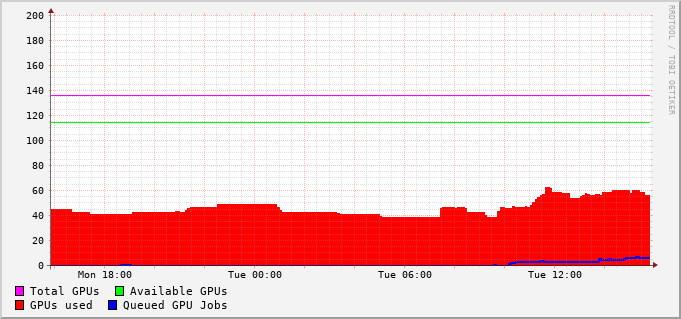 200
180
160
140
120
100
80
60
40
20
0
Mon 18:00 Tue 00:00 Tue 06:00 Tue 12:00
Total GPUs Available GPUs
GPUs used Queued GPU Jobs
RRDTOOL / TOBI OETIKER